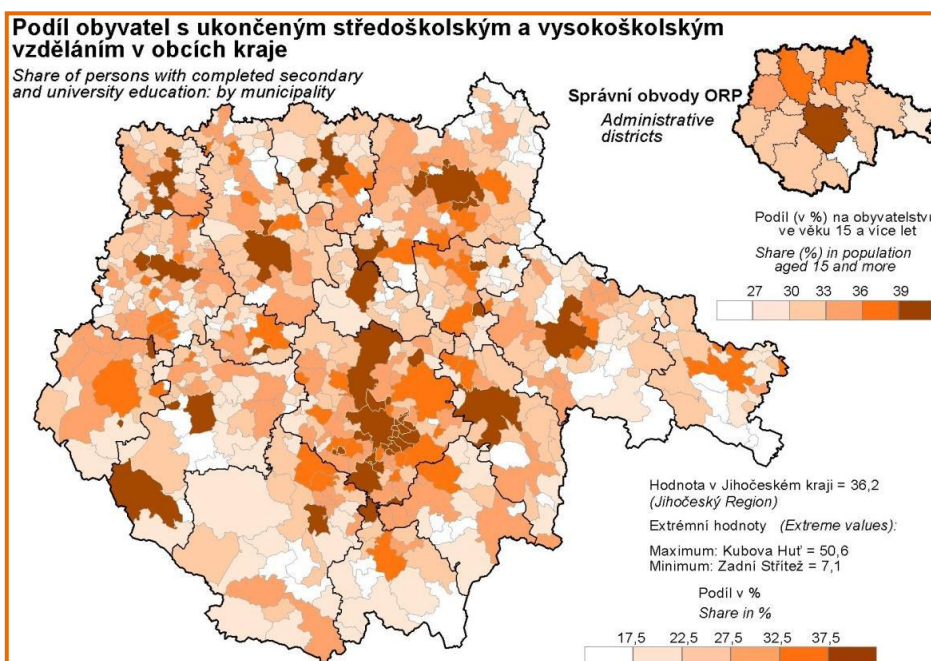 Podíl obyvatel s ukončeným středoškolským a vysokoškolským
vzděláním v obcích kraje
Share of persons with completed secondary
and university education: by municipality
Správní obvody ORP
Administrative
districts
Podíl (v %) na obyvatelstvu
ve věku 15 a více let
Share (%) in population
aged 15 and more
27 30 33 36 39
Hodnota v Jihočeském kraji = 36,2
(Jihočeský Region)
Extrémní hodnoty (Extreme values):
Maximum: Kubova Huť = 50,6
Minimum: Zadní Střítež = 7,1
Podíl v %
Share in %
17,5 22,5 27,5 32,5 37,5